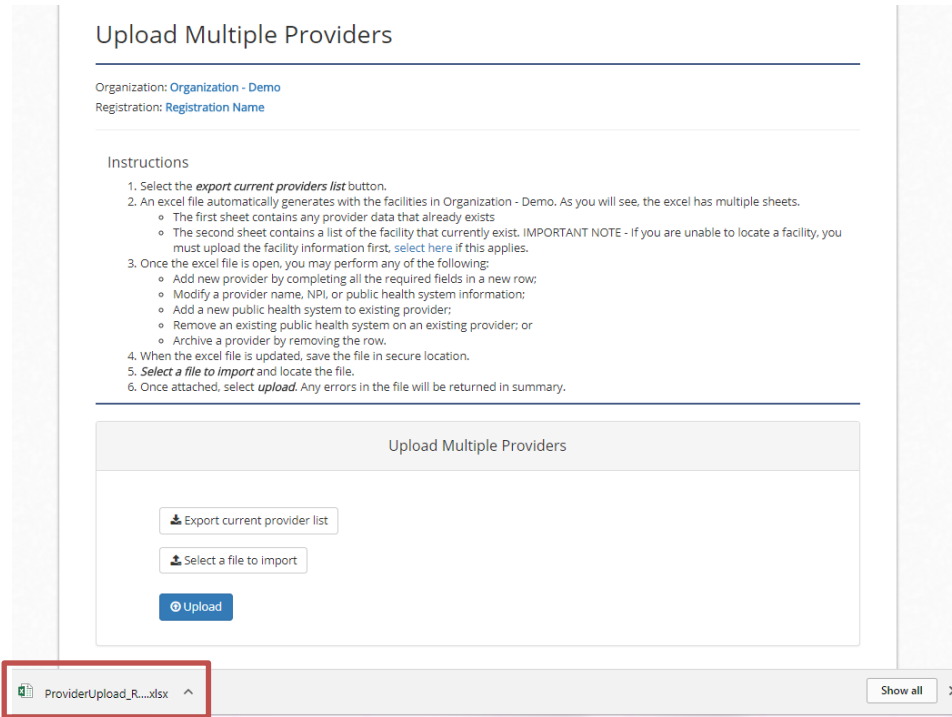 Upload Multiple Providers
Organization: Organization - Demo
Registration: Registration Name
Instructions
1. Select the export current providers list button.
2. An excel file automatically generates with the facilities in Organization - Demo. As you will see, the excel has multiple sheets.
The first sheet contains any provider data that already exists
The second sheet contains a list of the facility that currently exist. IMPORTANT NOTE - If you are unable to locate a facility, you
must upload the facility information first, select here if this applies.
3. Once the excel file is open, you may perform any of the following:
Add new provider by completing all the required fields in a new row;
Modify a provider name, NPI, or public health system information;
Add a new public health system to existing provider;
Remove an existing public health system on an existing provider; or
Archive a provider by removing the row.
4. When the excel file is updated, save the file in secure location.
5. Select a file to import and locate the file.
6. Once attached, select upload. Any errors in the file will be returned in summary.
Upload Multiple Providers
Export current provider list
Select a file to import
Upload
ProviderUpload_R....xlsx
Show all